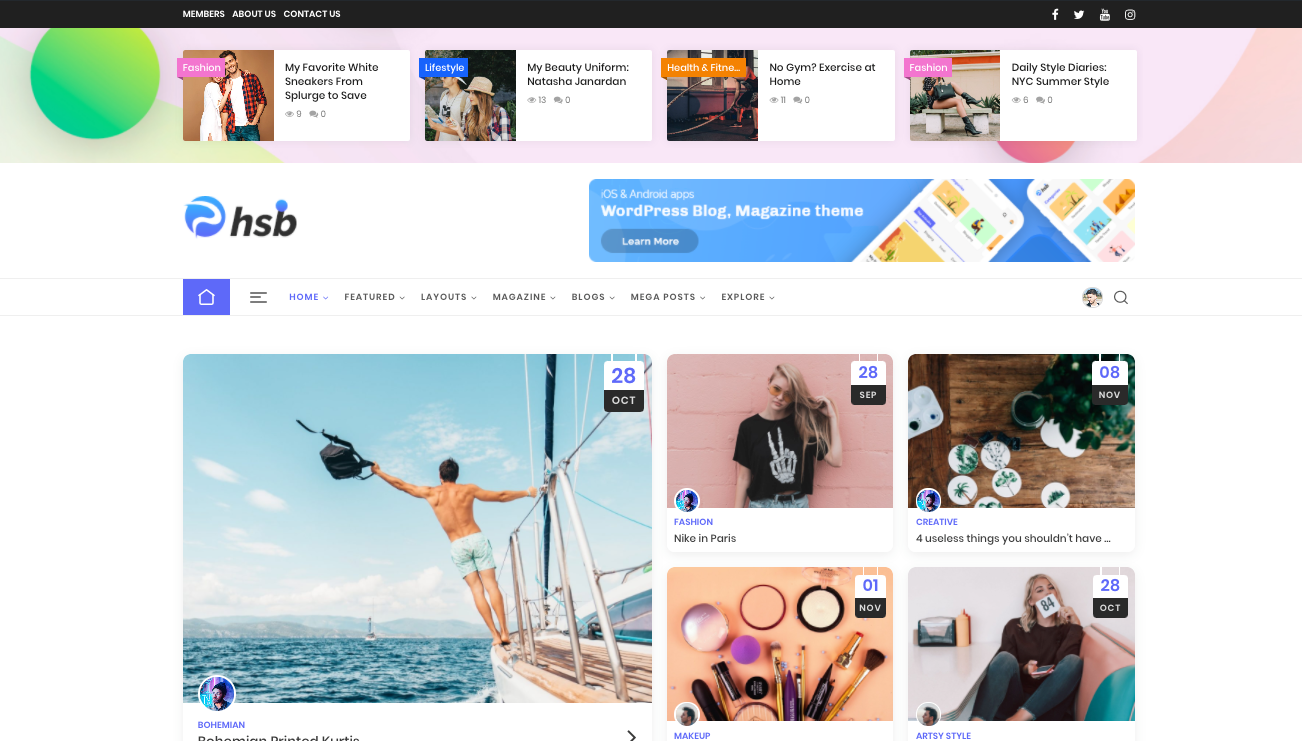 MEMBERS ABOUT US CONTACT US
Fashion
My Favorite White
Sneakers From
Splurge to Save
9 0
Lifestyle
My Beauty Uniform:
Natasha Janardan
13 0
Health & Fitne...
No Gym? Exercise at
Home
11 0
Fashion
Daily Style Diaries:
NYC Summer Style
6 0
hsb
iOS & Android apps
WordPress Blog, Magazine theme
Learn More
HOME FEATURED LAYOUTS MAGAZINE BLOGS MEGA POSTS EXPLORE
28
OCT
BOHEMIAN
Bohemian Printed Kurtis
28
SEP
FASHION
Nike in Paris
08
NOV
CREATIVE
4 useless things you shouldn't have ...
01
NOV
MAKEUP
28
OCT
84
ARTSY STYLE